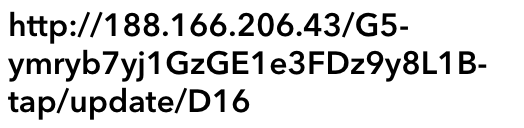 http://188.166.206.43/G5-
ymryb7yj1GzGE1e3FDz9y8L1B-
tap/update/D16